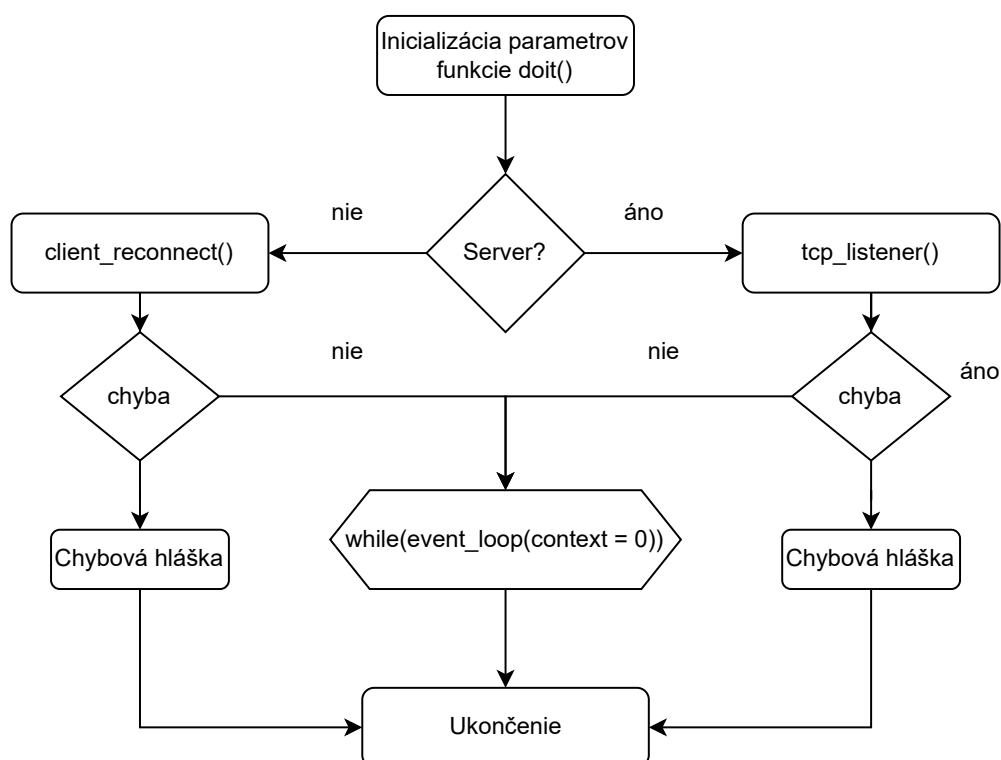 Inicializácia parametrov
funkcie doit()
nie
áno
client_reconnect()
Server?
tcp_listener()
nie
nie
áno
chyba
chyba
while(event_loop(context = 0))
Chybová hláška
Chybová hláška
Ukončenie